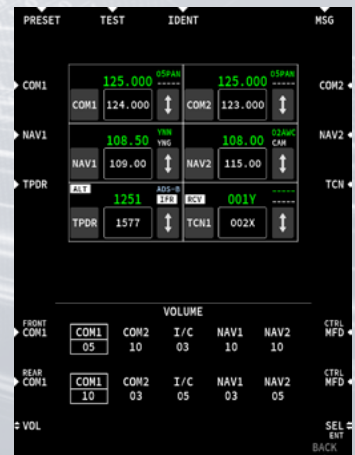 PRESET TEST IDENT MSG
05PAN 05PAN
125.000 ----- 125.000 -----
COM1 COM1 124.000 COM2 123.000 COM2
YNN 02AWC
108.50 YNG 108.00 CAM
NAV1 NAV1 109.00 NAV2 115.00 NAV2
ALT ADS-B -----
1251 IFR RCV 001Y -----
TPDR TPDR 1577 TCN1 002X TCN
VOLUME
FRONT CTRL
COM1 COM1 COM2 I/C NAV1 NAV2 MFD
05 10 03 10 10
REAR CTRL
COM1 COM1 COM2 I/C NAV1 NAV2 MFD
10 03 05 03 05
VOL SEL
ENT
BACK